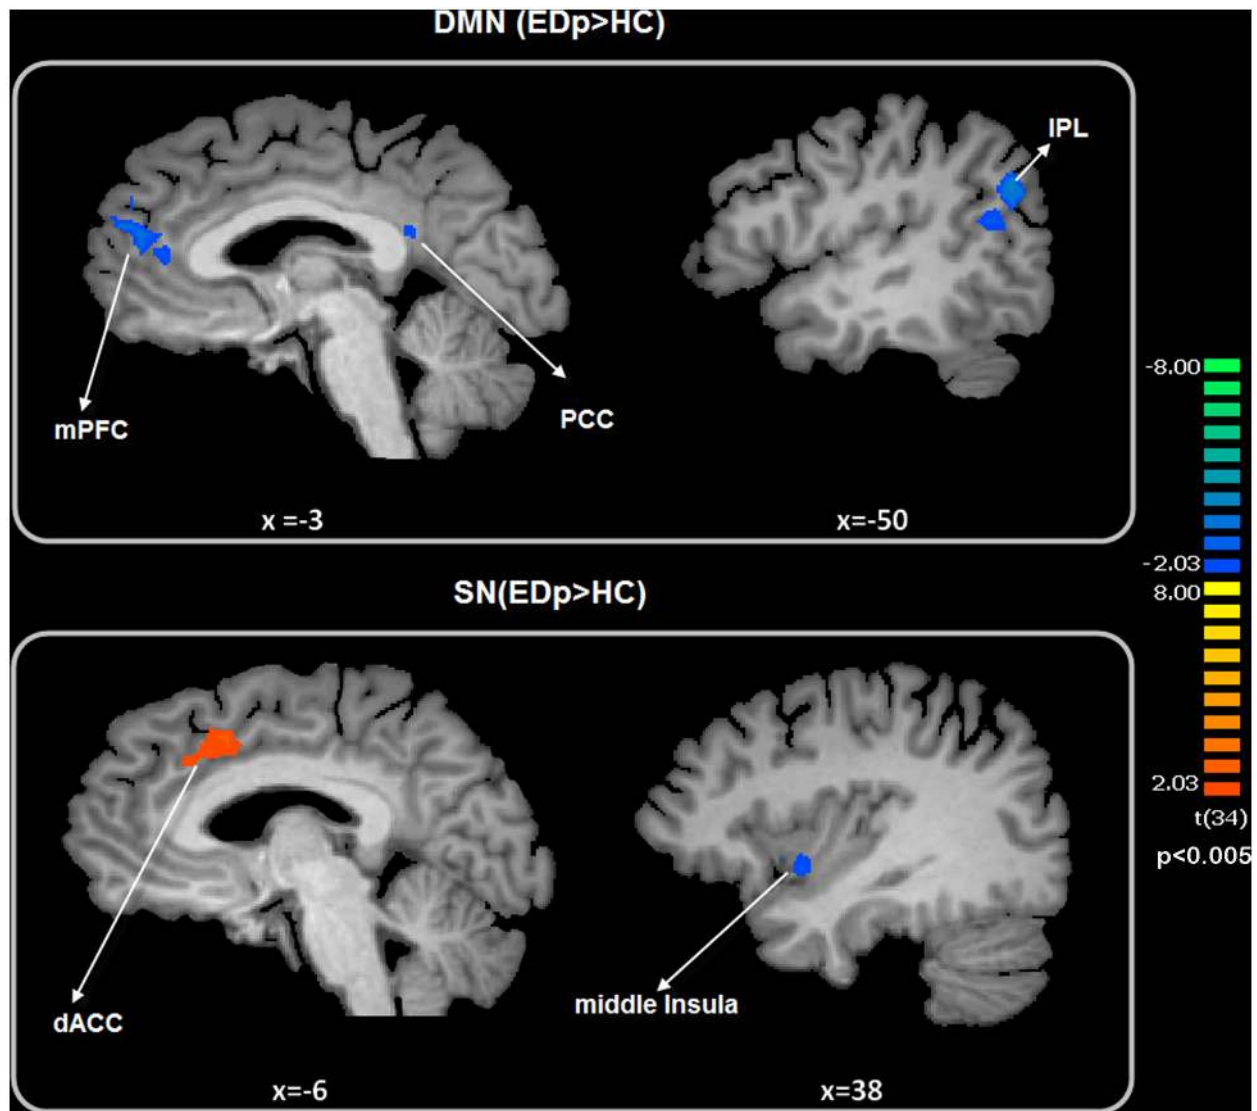 DMN (EDp>HC)
IPL
mPFC
PCC
x =-3
x=-50
-8.00
-2.03
8.00
SN(EDp>HC)
2.03
t(34)
p<0.005
dACC
middle Insula
x=-6
x=38